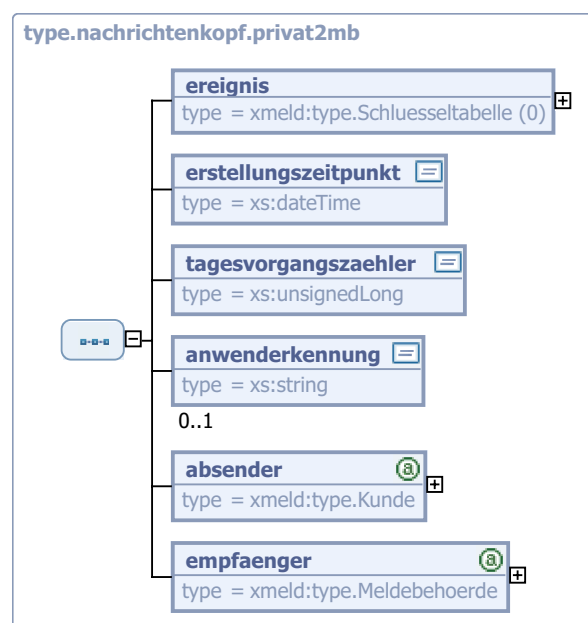 type.nachrichtenkopf.privat2mb
ereignis
type = xmeld:type.Schluesseltabelle (0)
erstellungszeitpunkt
type = xs:dateTime
tagesvorgangszaehler
type = xs:unsignedLong
anwenderkennung
type = xs:string
0..1
absender
type = xmeld:type.Kunde
empfaenger
type = xmeld:type.Meldebehoerde